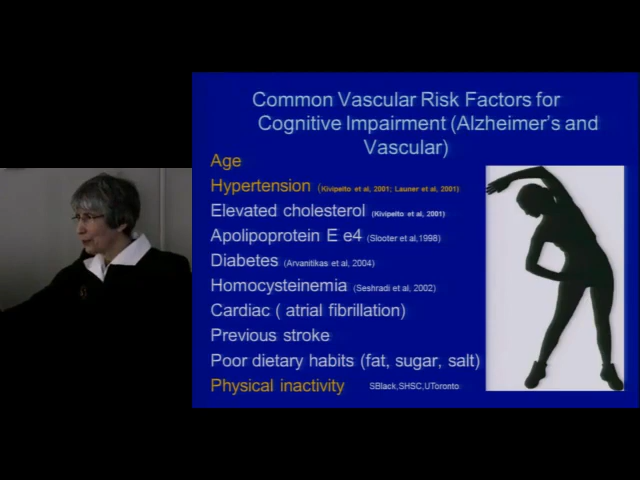 Common Vascular Risk Factors for
Cognitive Impairment (Alzheimer's and
Vascular)
Age
Hypertension (Kivipelto et al, 2001; Launer et al, 2001)
Elevated cholesterol (Kivipelto et al, 2001)
Apolipoprotein E e4 (Slooter et al,1998)
Diabetes (Arvanitikas et al, 2004)
Homocysteinemia (Seshradi et al, 2002)
Cardiac ( atrial fibrillation)
Previous stroke
Poor dietary habits (fat, sugar, salt)
Physical inactivity SBlack,SHSC,UToronto